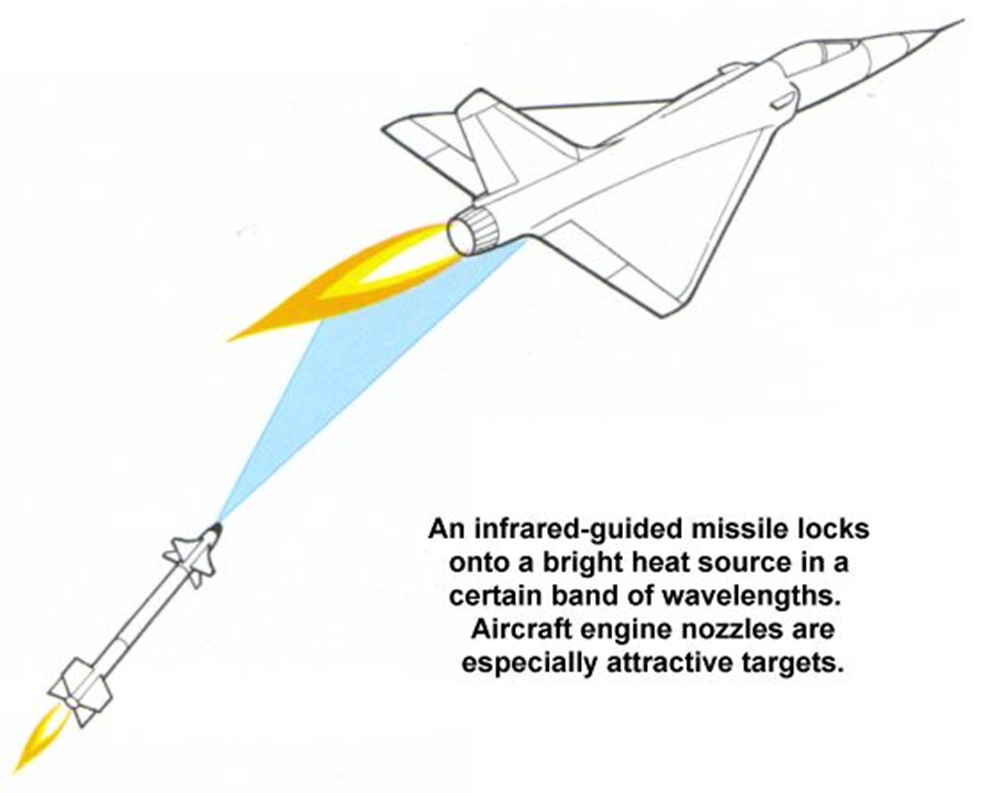 An infrared-guided missile locks
onto a bright heat source in a
certain band of wavelengths.
Aircraft engine nozzles are
especially attractive targets.